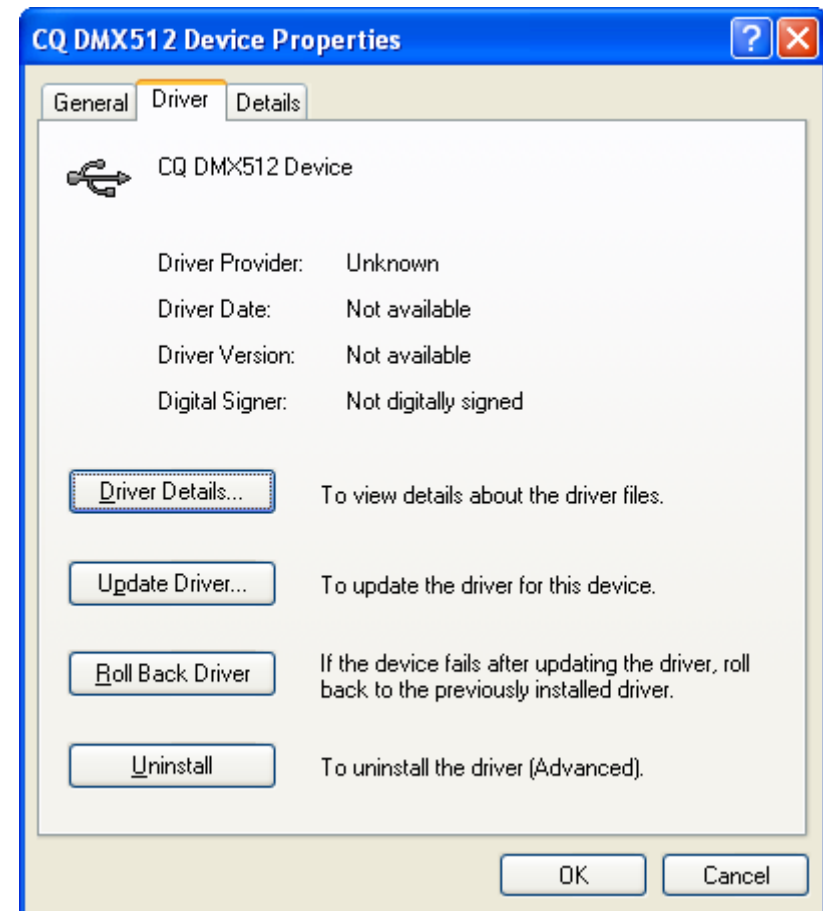 CQ DMX512 Device Properties
General Driver Details
CQ DMX512 Device
Driver Provider: Unknown
Driver Date: Not available
Driver Version: Not available
Digital Signer: Not digitally signed
Driver Details... To view details about the driver files.
Update Driver... To update the driver for this device.
Roll Back Driver If the device fails after updating the driver, roll
back to the previously installed driver.
Uninstall To uninstall the driver (Advanced).
OK Cancel